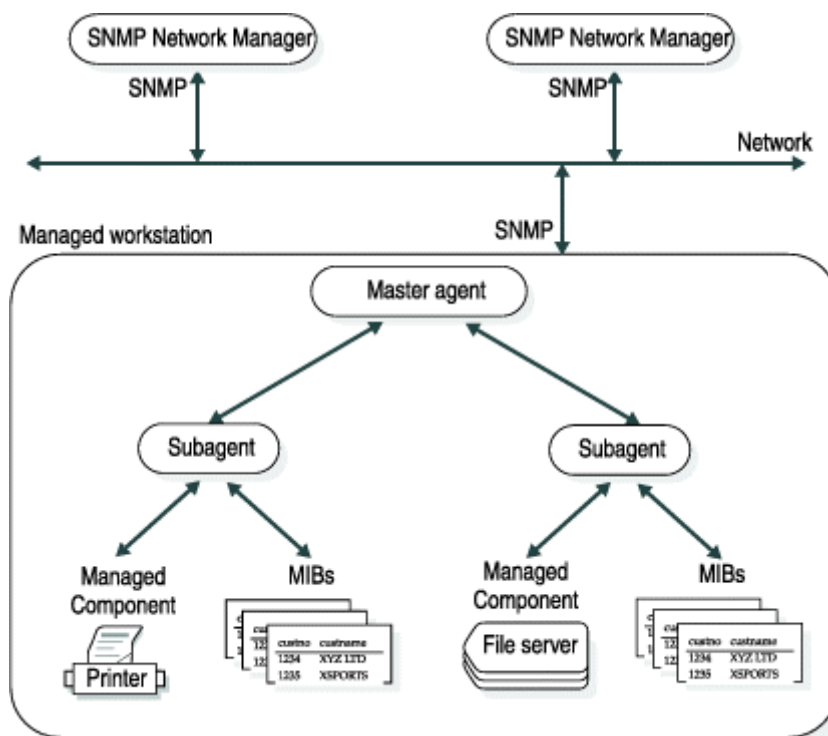 SNMP Network Manager
SNMP Network Manager
SNMP
SNMP
Network
SNMP
Managed workstation
Master agent
Subagent
Subagent
Managed
Component
MIBs
Managed
Component
MIBs
Printer
custno custname
1234 XYZ LTD
1235 XSPORTS
File server
custno custname
1234 XYZ LTD
1235 XSPORTS